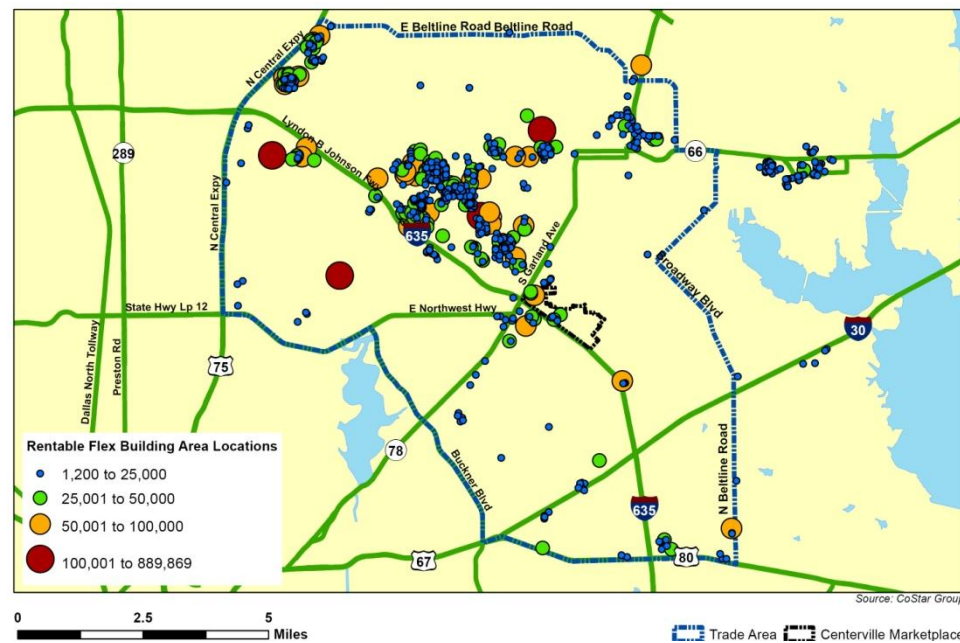 E Beltline Road Beltline Road
N Central Expy
Lyndon B Johnson Fwy
289
66
N Central Expy
635
S Garland Ave
Broadway Blvd
State Hwy Lp 12
E Northwest Hwy
30
Dallas North Tollway
Preston Rd
75
Rentable Flex Building Area Locations
1,200 to 25,000
25,001 to 50,000
50,001 to 100,000
100,001 to 889,869
78
Buckner Blvd
N Beltline Road
635
67
80
Source: CoStar Group
0 2.5 5
Miles
Trade Area
Centerville Marketplace